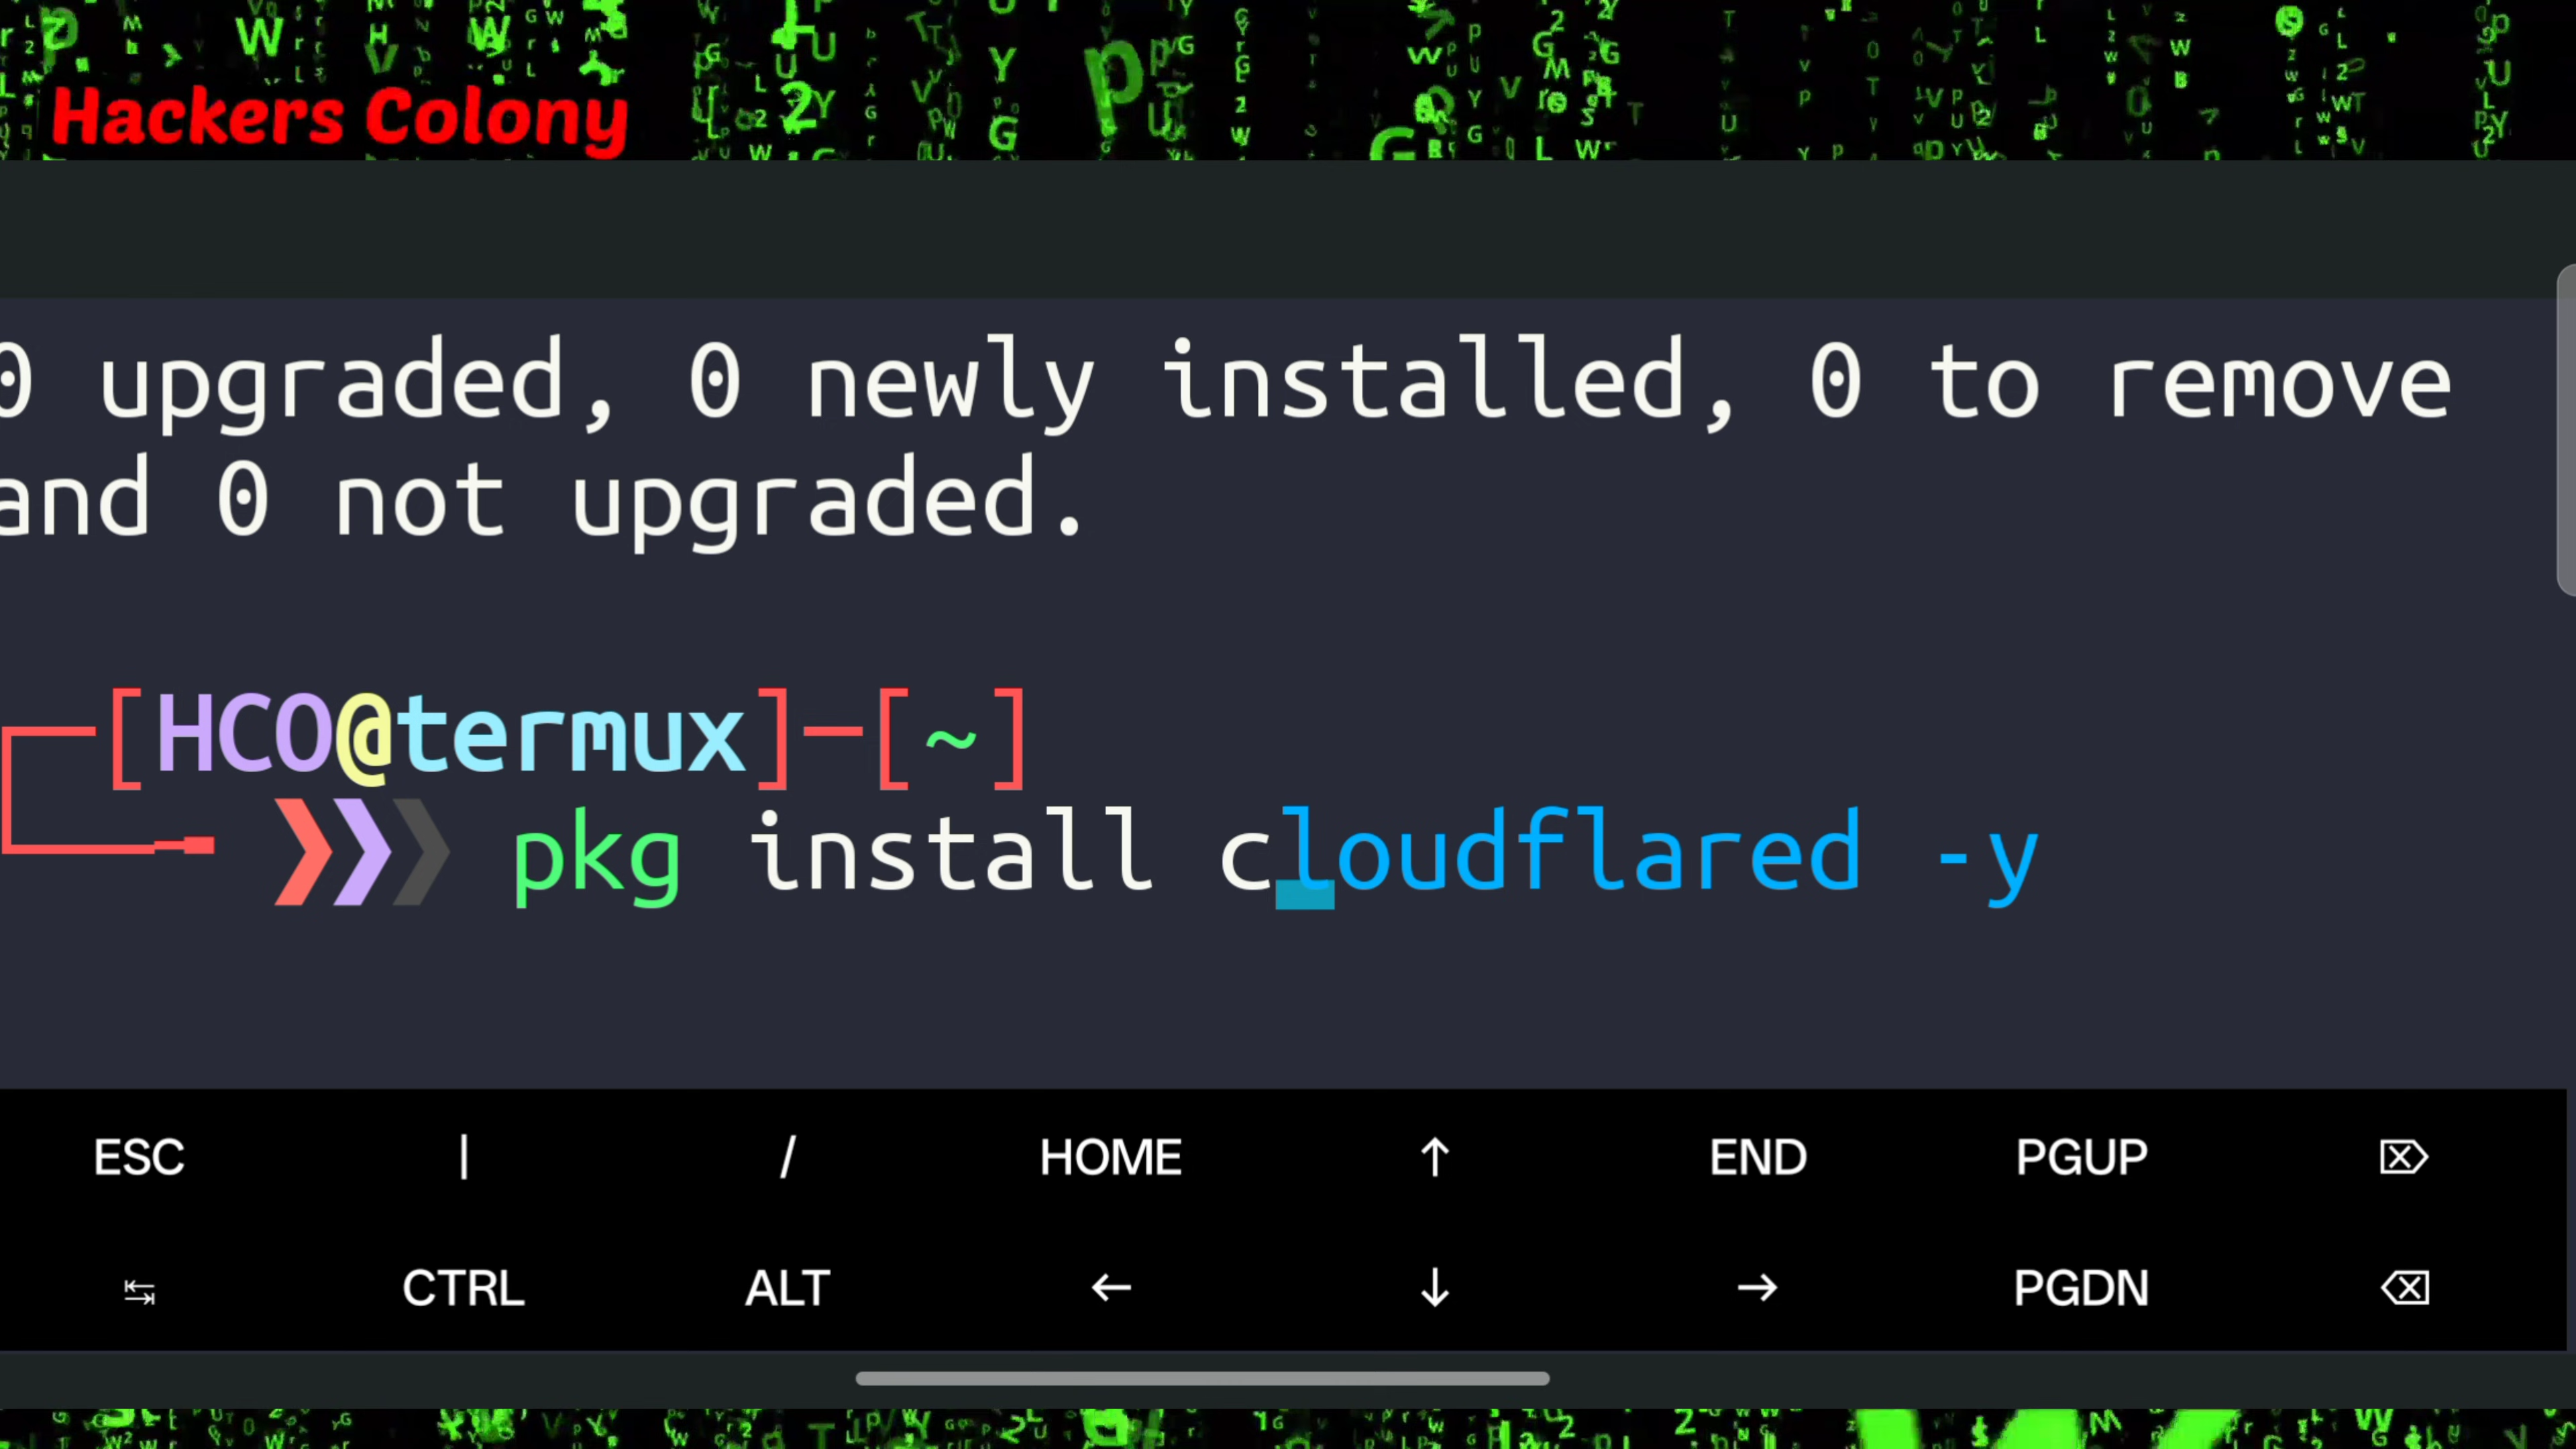 Hackers Colony
0 upgraded, 0 newly installed, 0 to remove
and 0 not upgraded.
[HCO@termux]-[~]
pkg install cloudflared -y
ESC | / HOME ↑ END PGUP ⌦
↹ CTRL ALT ← ↓ → PGDN ⌫